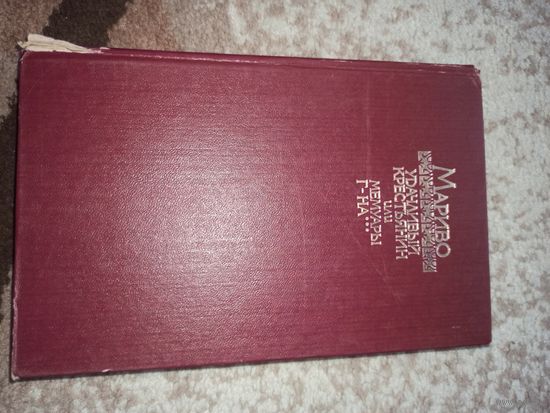 Мариво
УДАЧЛИВЫЙ
КРЕСТЬЯНИН
ИЛИ
МЕМУАРЫ
Г-НА...